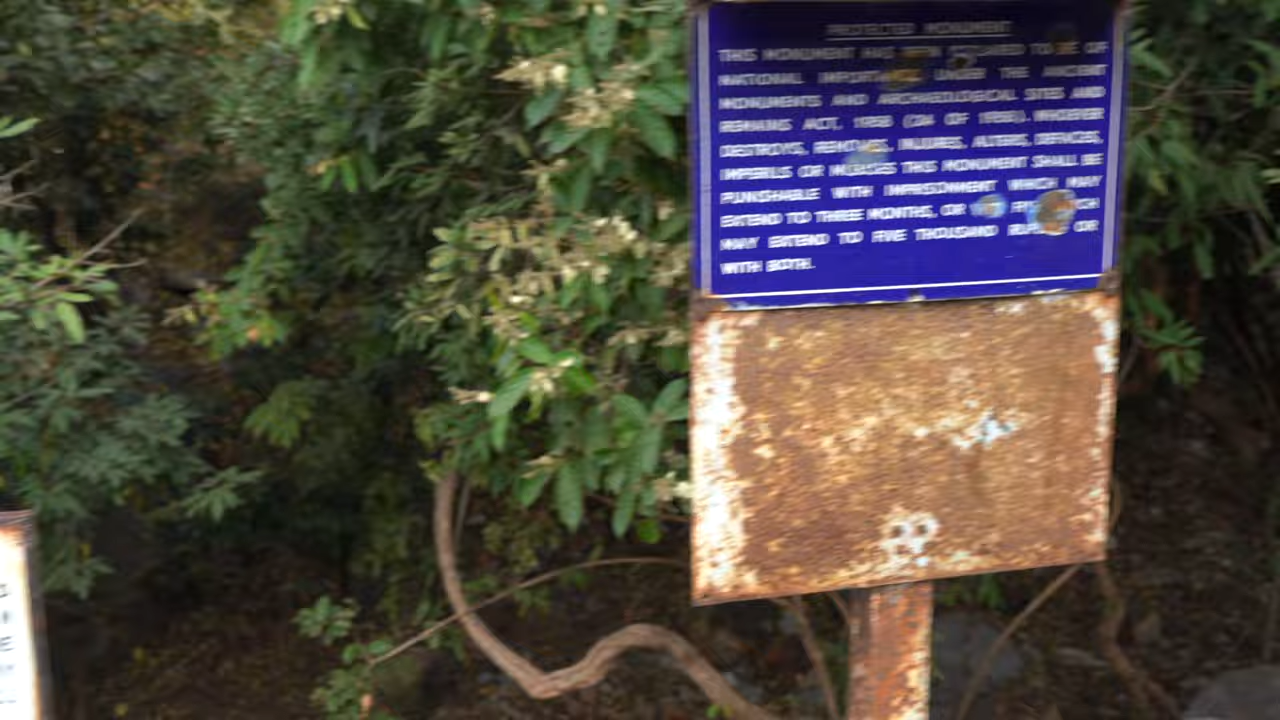 PROTECTED MONUMENT
THIS MONUMENT HAS BEEN DECLARED TO BE OF
NATIONAL IMPORTANCE UNDER THE ANCIENT
MONUMENTS AND ARCHAEOLOGICAL SITES AND
REMAINS ACT, 1958 (24 OF 1958). WHOEVER
DESTROYS, REMOVES, INJURES, ALTERS, DEFACES,
IMPERILS OR MISUSES THIS MONUMENT SHALL BE
PUNISHABLE WITH IMPRISONMENT WHICH MAY
EXTEND TO THREE MONTHS, OR
MAY EXTEND TO FIVE THOUSAND RUPEES OR
WITH BOTH.
E